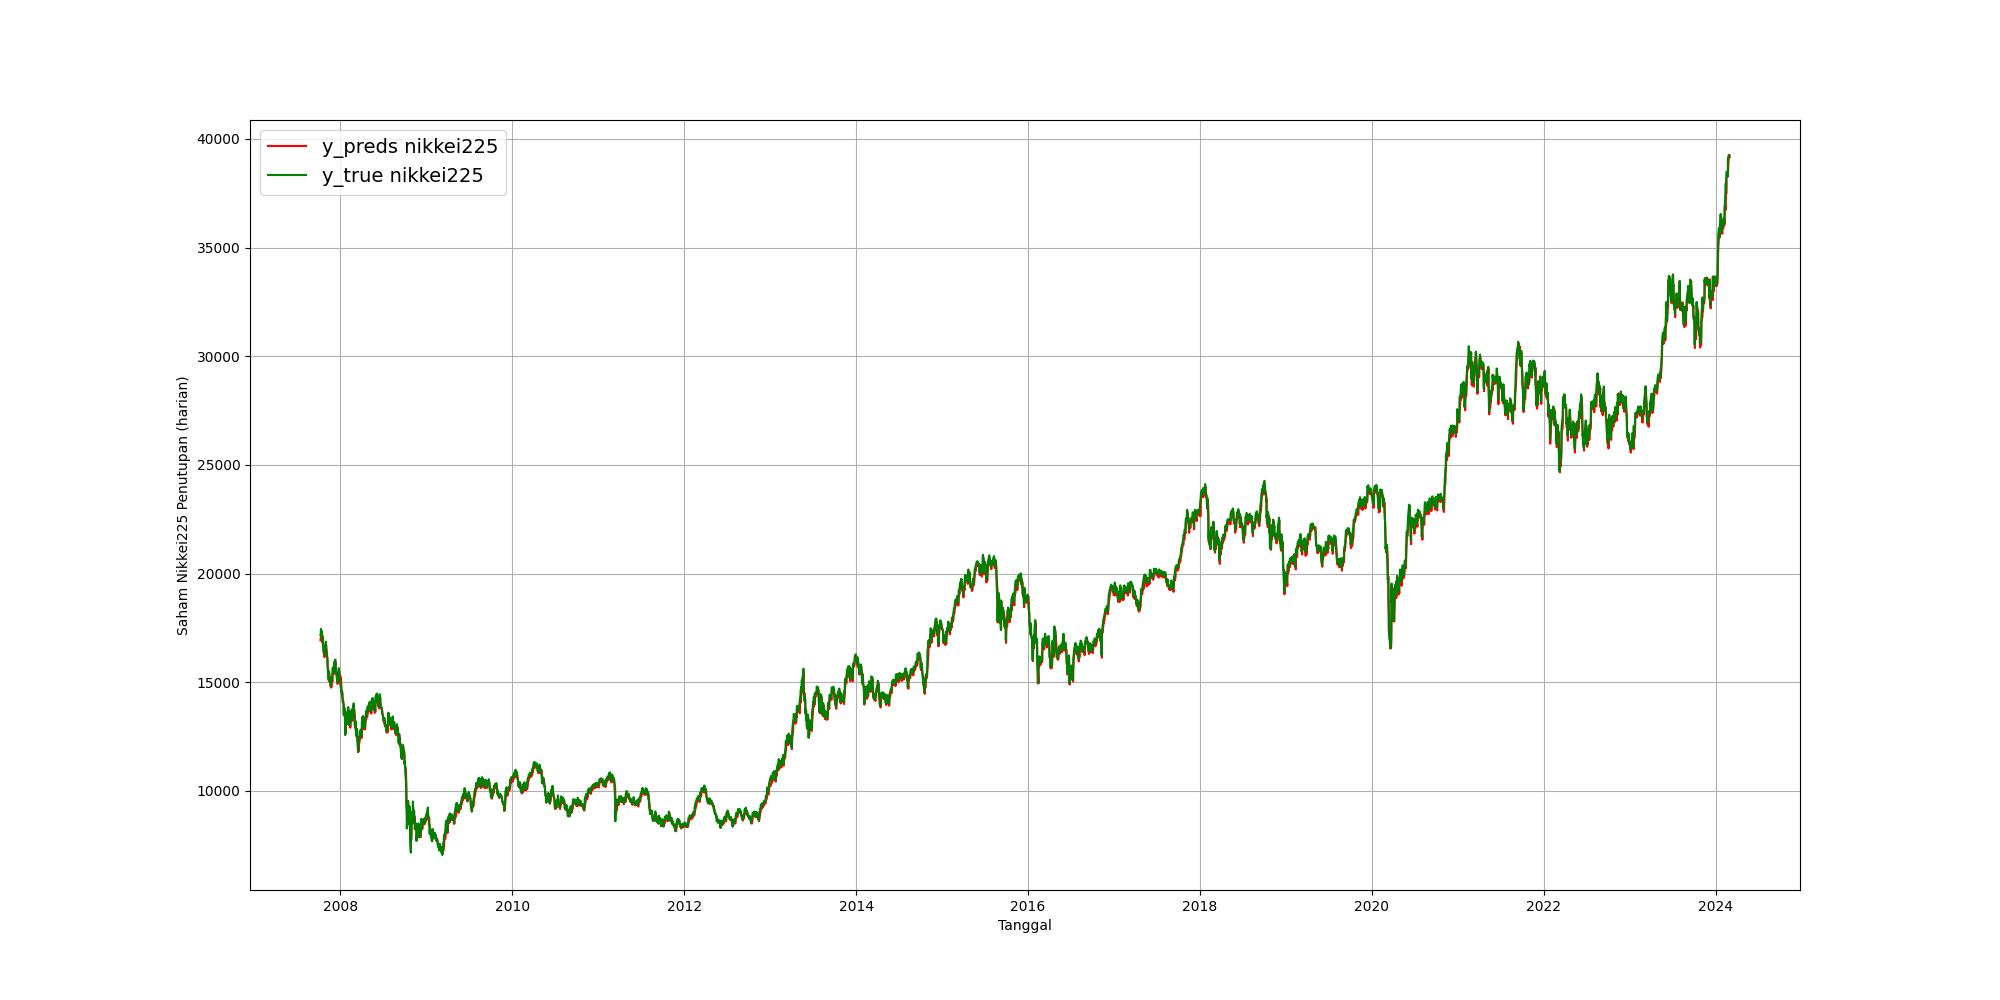 y_preds nikkei225
y_true nikkei225
40000
35000
30000
25000
20000
15000
10000
Saham Nikkei225 Penutupan (harian)
2008 2010 2012 2014 2016 2018 2020 2022 2024
Tanggal